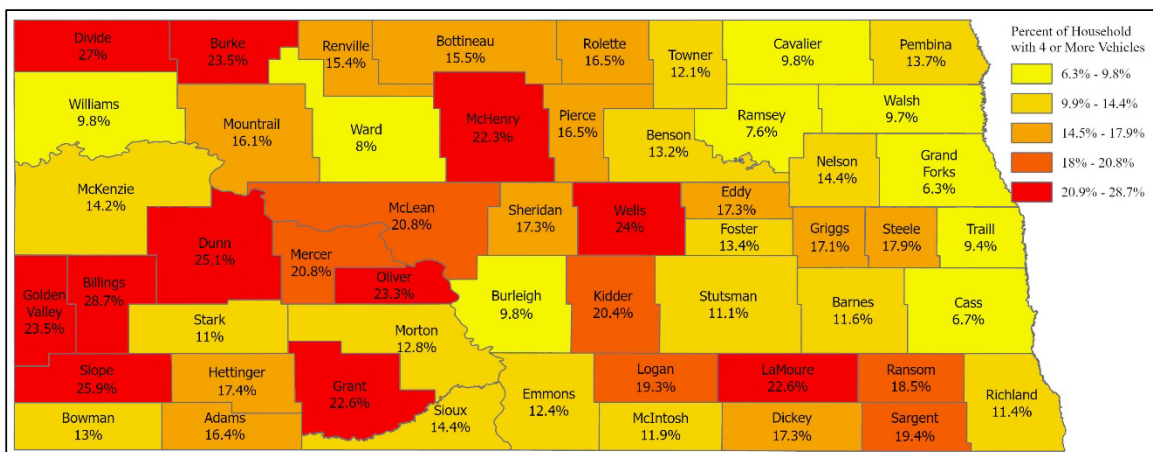 Divide
27%
Burke
23.5%
Renville
15.4%
Bottineau
15.5%
Rolette
16.5%
Towner
12.1%
Cavalier
9.8%
Pembina
13.7%
Williams
9.8%
Mountrail
16.1%
Ward
8%
McHenry
22.3%
Pierce
16.5%
Benson
13.2%
Ramsey
7.6%
Walsh
9.7%
McKenzie
14.2%
Nelson
14.4%
Grand
Forks
6.3%
Dunn
25.1%
McLean
20.8%
Mercer
20.8%
Oliver
23.3%
Sheridan
17.3%
Wells
24%
Eddy
17.3%
Foster
13.4%
Griggs
17.1%
Steele
17.9%
Traill
9.4%
Golden
Valley
23.5%
Billings
28.7%
Stark
11%
Morton
12.8%
Burleigh
9.8%
Kidder
20.4%
Stutsman
11.1%
Barnes
11.6%
Cass
6.7%
Slope
25.9%
Hettinger
17.4%
Grant
22.6%
Sioux
14.4%
Emmons
12.4%
Logan
19.3%
LaMoure
22.6%
Ransom
18.5%
Richland
11.4%
Bowman
13%
Adams
16.4%
McIntosh
11.9%
Dickey
17.3%
Sargent
19.4%
Percent of Household
with 4 or More Vehicles
6.3% - 9.8%
9.9% - 14.4%
14.5% - 17.9%
18% - 20.8%
20.9% - 28.7%